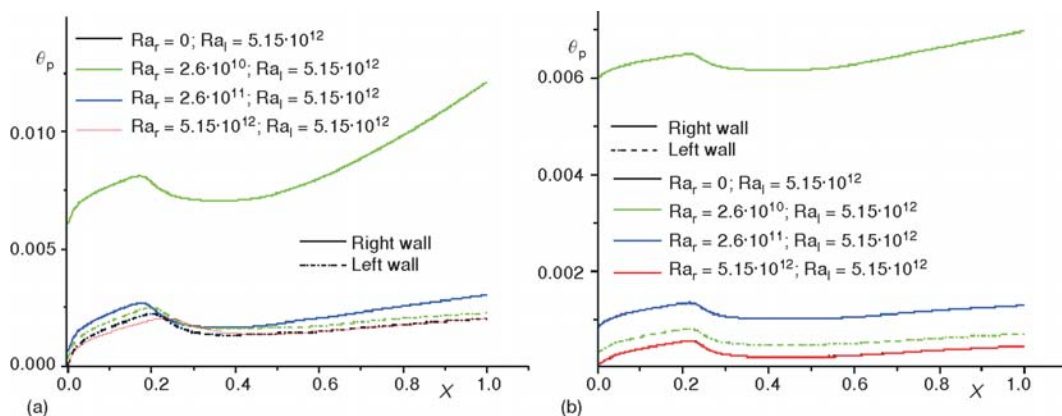 θp
Raᵣ = 0; Raₗ = 5.15·10¹²
Raᵣ = 2.6·10¹⁰; Raₗ = 5.15·10¹²
Raᵣ = 2.6·10¹¹; Raₗ = 5.15·10¹²
Raᵣ = 5.15·10¹²; Raₗ = 5.15·10¹²
0.010
0.005
0.000
Right wall
Left wall
0.0 0.2 0.4 0.6 0.8 1.0
X
(a)
θp
0.006
0.004
0.002
Right wall
Left wall
Raᵣ = 0; Raₗ = 5.15·10¹²
Raᵣ = 2.6·10¹⁰; Raₗ = 5.15·10¹²
Raᵣ = 2.6·10¹¹; Raₗ = 5.15·10¹²
Raᵣ = 5.15·10¹²; Raₗ = 5.15·10¹²
0.0 0.2 0.4 0.6 0.8 1.0
X
(b)